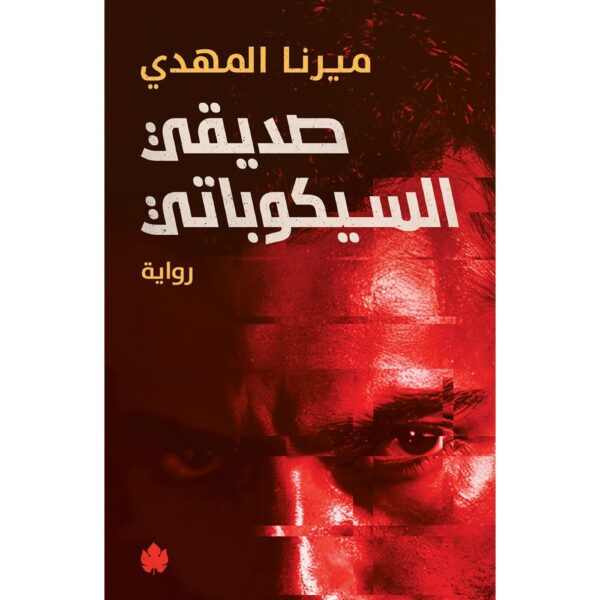 ميرنا المهدي
صديقي
السيكوباتي
رواية